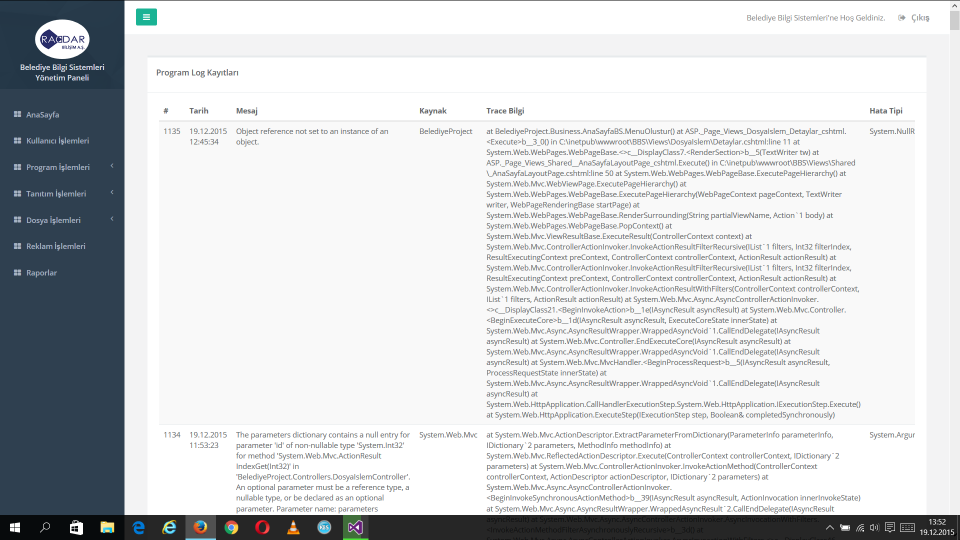 RACDAR
BİLİŞİM A.Ş.
Belediye Bilgi Sistemleri
Yönetim Paneli
AnaSayfa
Kullanıcı İşlemleri
Program İşlemleri
Tanıtım İşlemleri
Dosya İşlemleri
Reklam İşlemleri
Raporlar
Belediye Bilgi Sistemleri'ne Hoş Geldiniz.
Çıkış
Program Log Kayıtları
# Tarih Mesaj Kaynak Trace Bilgi Hata Tipi
1135
19.12.2015
12:45:34
Object reference not set to an instance of an
object.
BelediyeProject
at BelediyeProject.Business.AnaSayfaBS.MenuOlustur() at ASP._Page_Views_DosyaIslem_Detaylar_cshtml.
<Execute>b__3_0() in C:\inetpub\wwwroot\BBS\Views\DosyaIslem\Detaylar.cshtml:line 11 at
System.Web.WebPages.WebPageBase.<>c__DisplayClass7.<RenderSection>b__5(TextWriter tw) at
ASP._Page_Views_Shared__AnaSayfaLayoutPage_cshtml.Execute() in C:\inetpub\wwwroot\BBS\Views\Shared
\_AnaSayfaLayoutPage.cshtml:line 50 at System.Web.WebPages.WebPageBase.ExecutePageHierarchy() at
System.Web.Mvc.WebViewPage.ExecutePageHierarchy() at
System.Web.WebPages.WebPageBase.ExecutePageHierarchy(WebPageContext pageContext, TextWriter
writer, WebPageRenderingBase startPage) at
System.Web.WebPages.WebPageBase.RenderSurrounding(String partialViewName, Action`1 body) at
System.Web.WebPages.WebPageBase.PopContext() at
System.Web.Mvc.ViewResultBase.ExecuteResult(ControllerContext context) at
System.Web.Mvc.ControllerActionInvoker.InvokeActionResultFilterRecursive(IList`1 filters, Int32 filterIndex,
ResultExecutingContext preContext, ControllerContext controllerContext, ActionResult actionResult) at
System.Web.Mvc.ControllerActionInvoker.InvokeActionResultFilterRecursive(IList`1 filters, Int32 filterIndex,
ResultExecutingContext preContext, ControllerContext controllerContext, ActionResult actionResult) at
System.Web.Mvc.ControllerActionInvoker.InvokeActionResultWithFilters(ControllerContext controllerContext,
IList`1 filters, ActionResult actionResult) at System.Web.Mvc.Async.AsyncControllerActionInvoker.
<>c__DisplayClass21.<BeginInvokeAction>b__1e(IAsyncResult asyncResult) at System.Web.Mvc.Controller.
<BeginExecuteCore>b__1d(IAsyncResult asyncResult, ExecuteCoreState innerState) at
System.Web.Mvc.Async.AsyncResultWrapper.WrappedAsyncVoid`1.CallEndDelegate(IAsyncResult
asyncResult) at System.Web.Mvc.Controller.EndExecuteCore(IAsyncResult asyncResult) at
System.Web.Mvc.Async.AsyncResultWrapper.WrappedAsyncVoid`1.CallEndDelegate(IAsyncResult
asyncResult) at System.Web.Mvc.MvcHandler.<BeginProcessRequest>b__5(IAsyncResult asyncResult,
ProcessRequestState innerState) at
System.Web.Mvc.Async.AsyncResultWrapper.WrappedAsyncVoid`1.CallEndDelegate(IAsyncResult
asyncResult) at
System.Web.HttpApplication.CallHandlerExecutionStep.System.Web.HttpApplication.IExecutionStep.Execute()
at System.Web.HttpApplication.ExecuteStep(IExecutionStep step, Boolean& completedSynchronously)
System.NullR
1134
19.12.2015
11:53:23
The parameters dictionary contains a null entry for
parameter 'id' of non-nullable type 'System.Int32'
for method 'System.Web.Mvc.ActionResult
IndexGet(Int32)' in
'BelediyeProject.Controllers.DosyaIslemController'.
An optional parameter must be a reference type, a
nullable type, or be declared as an optional
parameter. Parameter name: parameters
System.Web.Mvc
at System.Web.Mvc.ActionDescriptor.ExtractParameterFromDictionary(ParameterInfo parameterInfo,
IDictionary`2 parameters, MethodInfo methodInfo) at
System.Web.Mvc.ReflectedActionDescriptor.Execute(ControllerContext controllerContext, IDictionary`2
parameters) at System.Web.Mvc.ControllerActionInvoker.InvokeActionMethod(ControllerContext
controllerContext, ActionDescriptor actionDescriptor, IDictionary`2 parameters) at
System.Web.Mvc.Async.AsyncControllerActionInvoker.
<BeginInvokeSynchronousActionMethod>b__39(IAsyncResult asyncResult, ActionInvocation innerInvokeState)
at System.Web.Mvc.Async.AsyncResultWrapper.WrappedAsyncResult`2.CallEndDelegate(IAsyncResult
System.Argur
13:52
19.12.2015